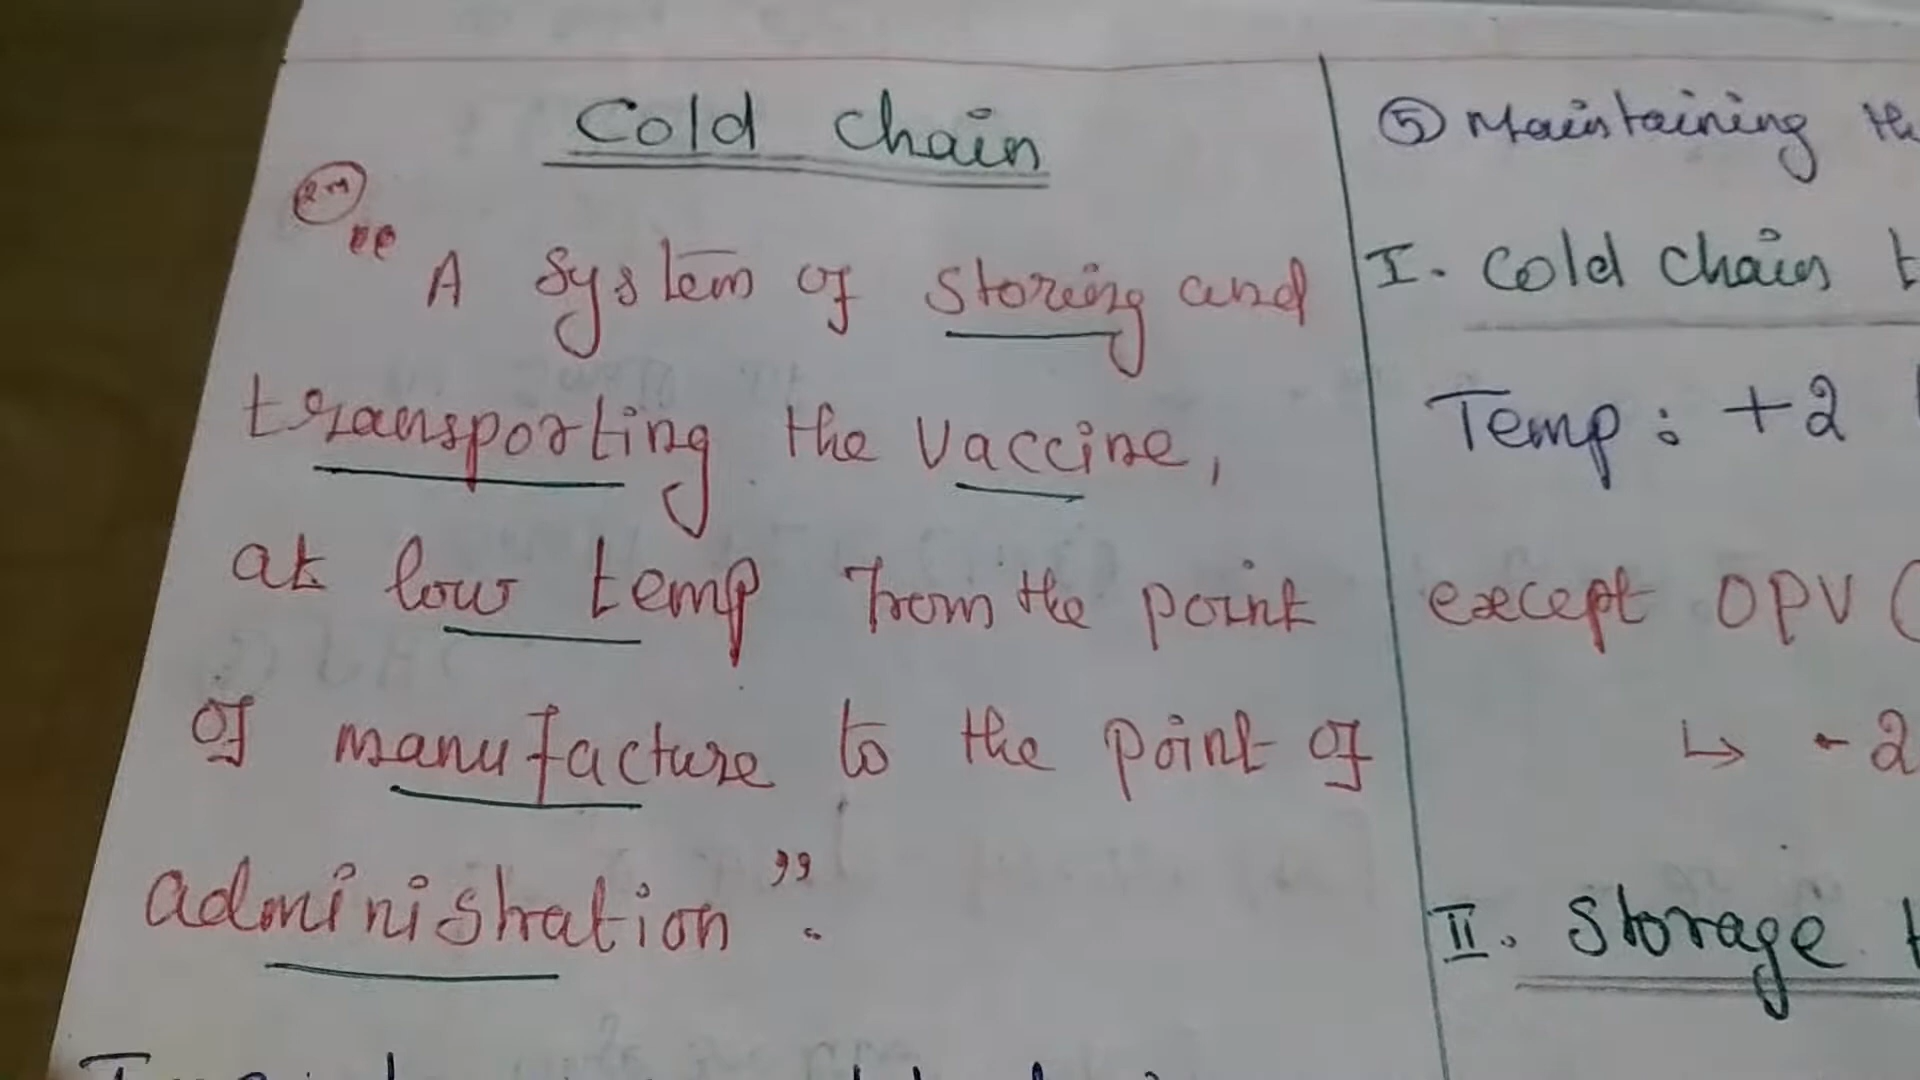 Cold chain
2M
“ A System of Storing and
transporting the Vaccine,
at low temp from the point
of manufacture to the point of
administration ” .
⑤ Maintaining
I. Cold chain
Temp : +2
except OPV (
↳ -2
II. Storage